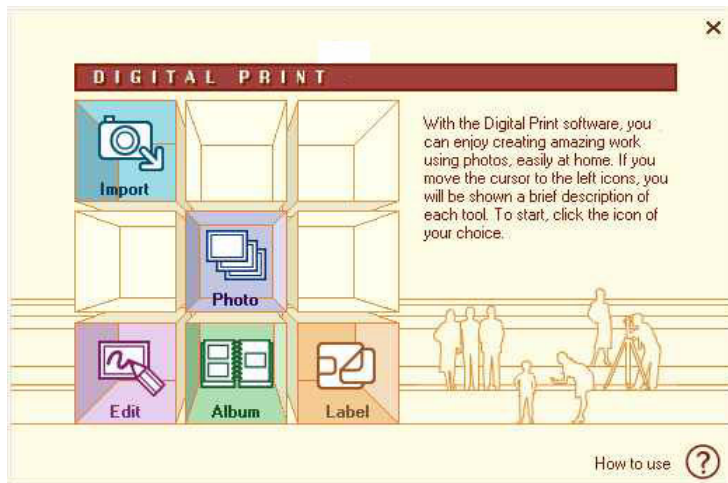 DIGITAL PRINT
Import
With the Digital Print software, you
can enjoy creating amazing work
using photos, easily at home. If you
move the cursor to the left icons, you
will be shown a brief description of
each tool. To start, click the icon of
your choice.
Photo
Edit
Album
Label
How to use ?